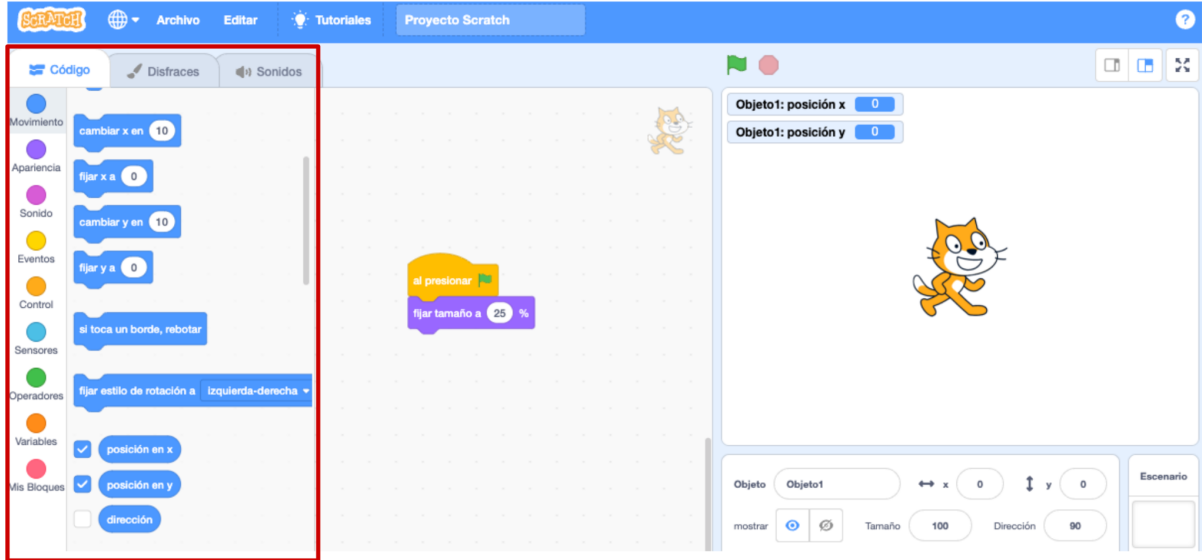 SCRATCH
Archivo
Editar
Tutoriales
Proyecto Scratch
?
Código
Disfraces
Sonidos
Movimiento
Apariencia
Sonido
Eventos
Control
Sensores
Operadores
Variables
Mis Bloques
cambiar x en 10
fijar x a 0
cambiar y en 10
fijar y a 0
si toca un borde, rebotar
fijar estilo de rotación a izquierda-derecha
posición en x
posición en y
dirección
al presionar
fijar tamaño a 25 %
Objeto1: posición x 0
Objeto1: posición y 0
Objeto Objeto1 x 0 y 0
mostrar Tamaño 100 Dirección 90
Escenario